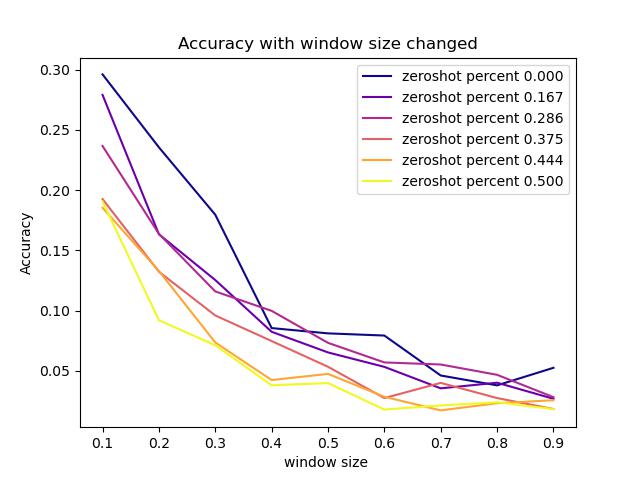 Accuracy with window size changed
zeroshot percent 0.000
zeroshot percent 0.167
zeroshot percent 0.286
zeroshot percent 0.375
zeroshot percent 0.444
zeroshot percent 0.500
Accuracy
0.30
0.25
0.20
0.15
0.10
0.05
0.1 0.2 0.3 0.4 0.5 0.6 0.7 0.8 0.9
window size